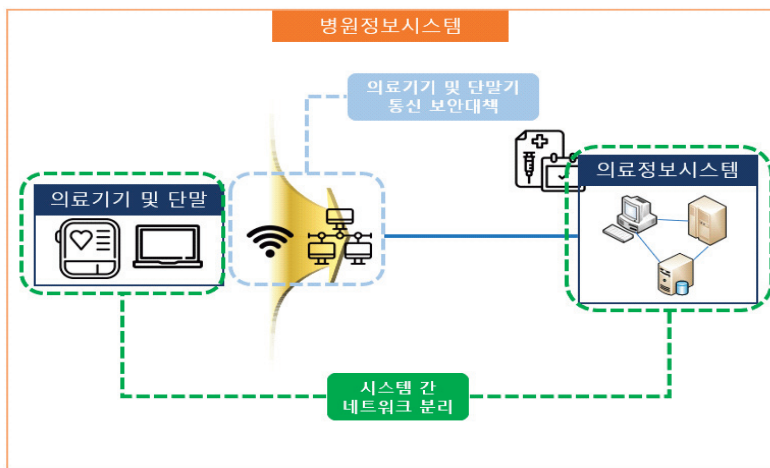 병원정보시스템
의료기기 및 단말기
통신 보안대책
의료기기 및 단말
의료정보시스템
시스템 간
네트워크 분리